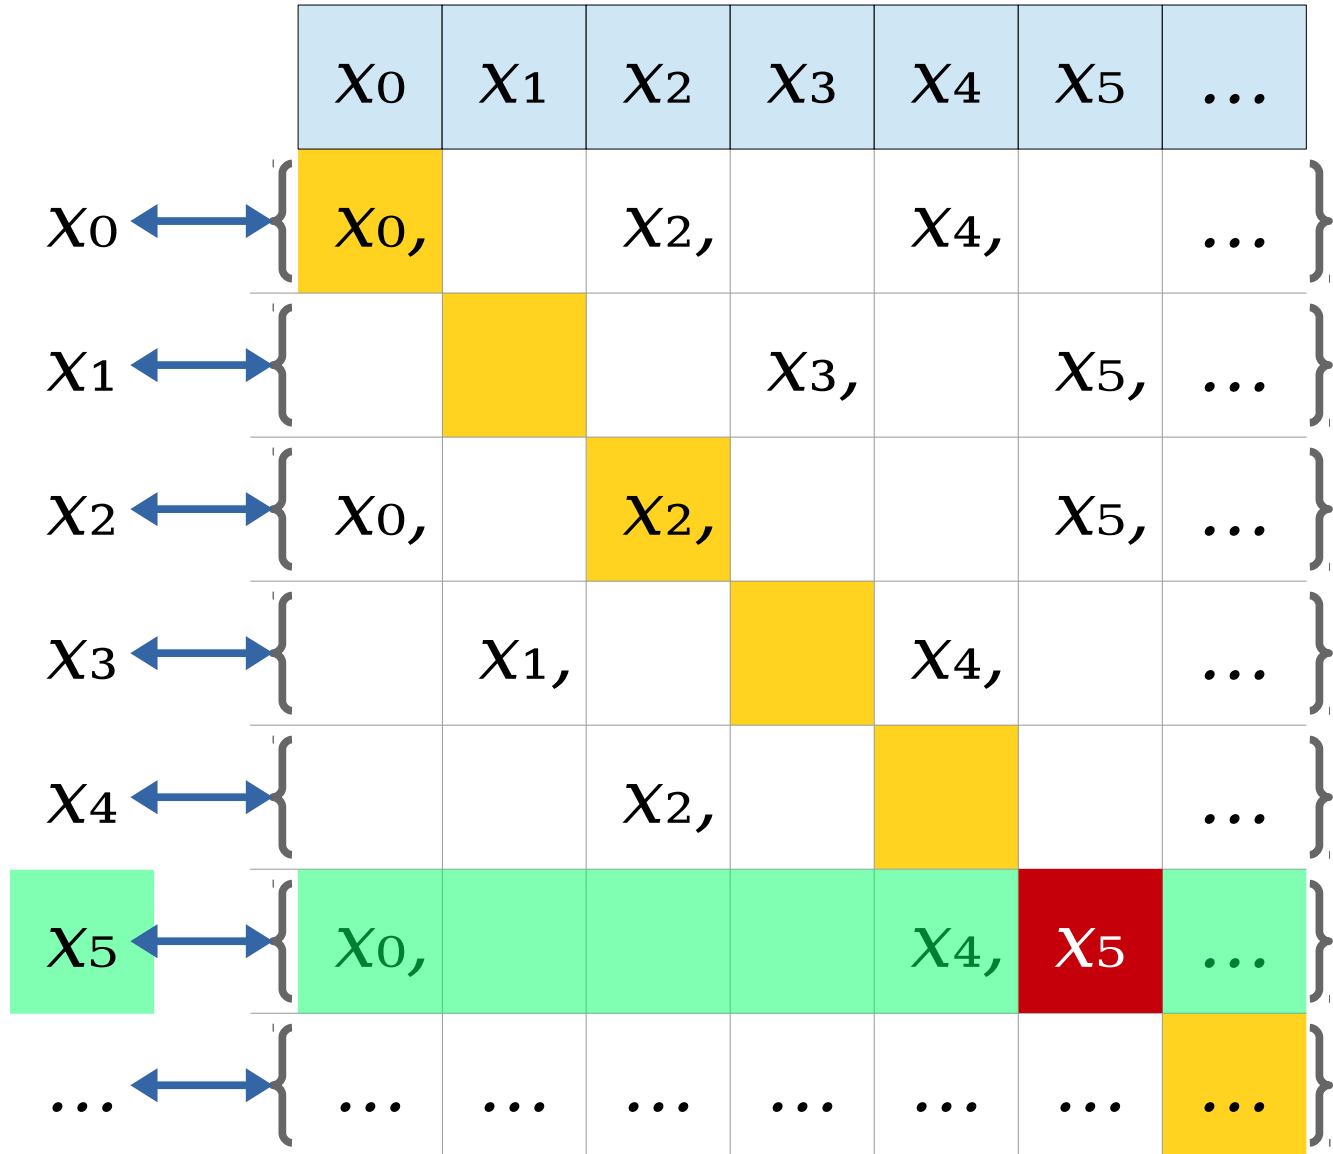 x₀ x₁ x₂ x₃ x₄ x₅ ...
x₀ { x₀, x₂, x₄, ... }
x₁ { x₃, x₅, ... }
x₂ { x₀, x₂, x₅, ... }
x₃ { x₁, x₄, ... }
x₄ { x₂, ... }
x₅ { x₀, x₄, x₅ ... }
... { ... ... ... ... ... ... ... }